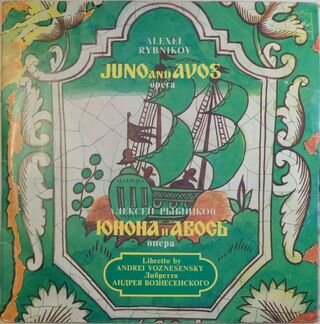 ALEXEI
RYBNIKOV
JUNO AND AVOS
opera
АЛЕКСЕЙ РЫБНИКОВ
ЮНОНА И АВОСЬ
опера
Libretto by
ANDREI VOZNESENSKY
Либретто
АНДРЕЯ ВОЗНЕСЕНСКОГО